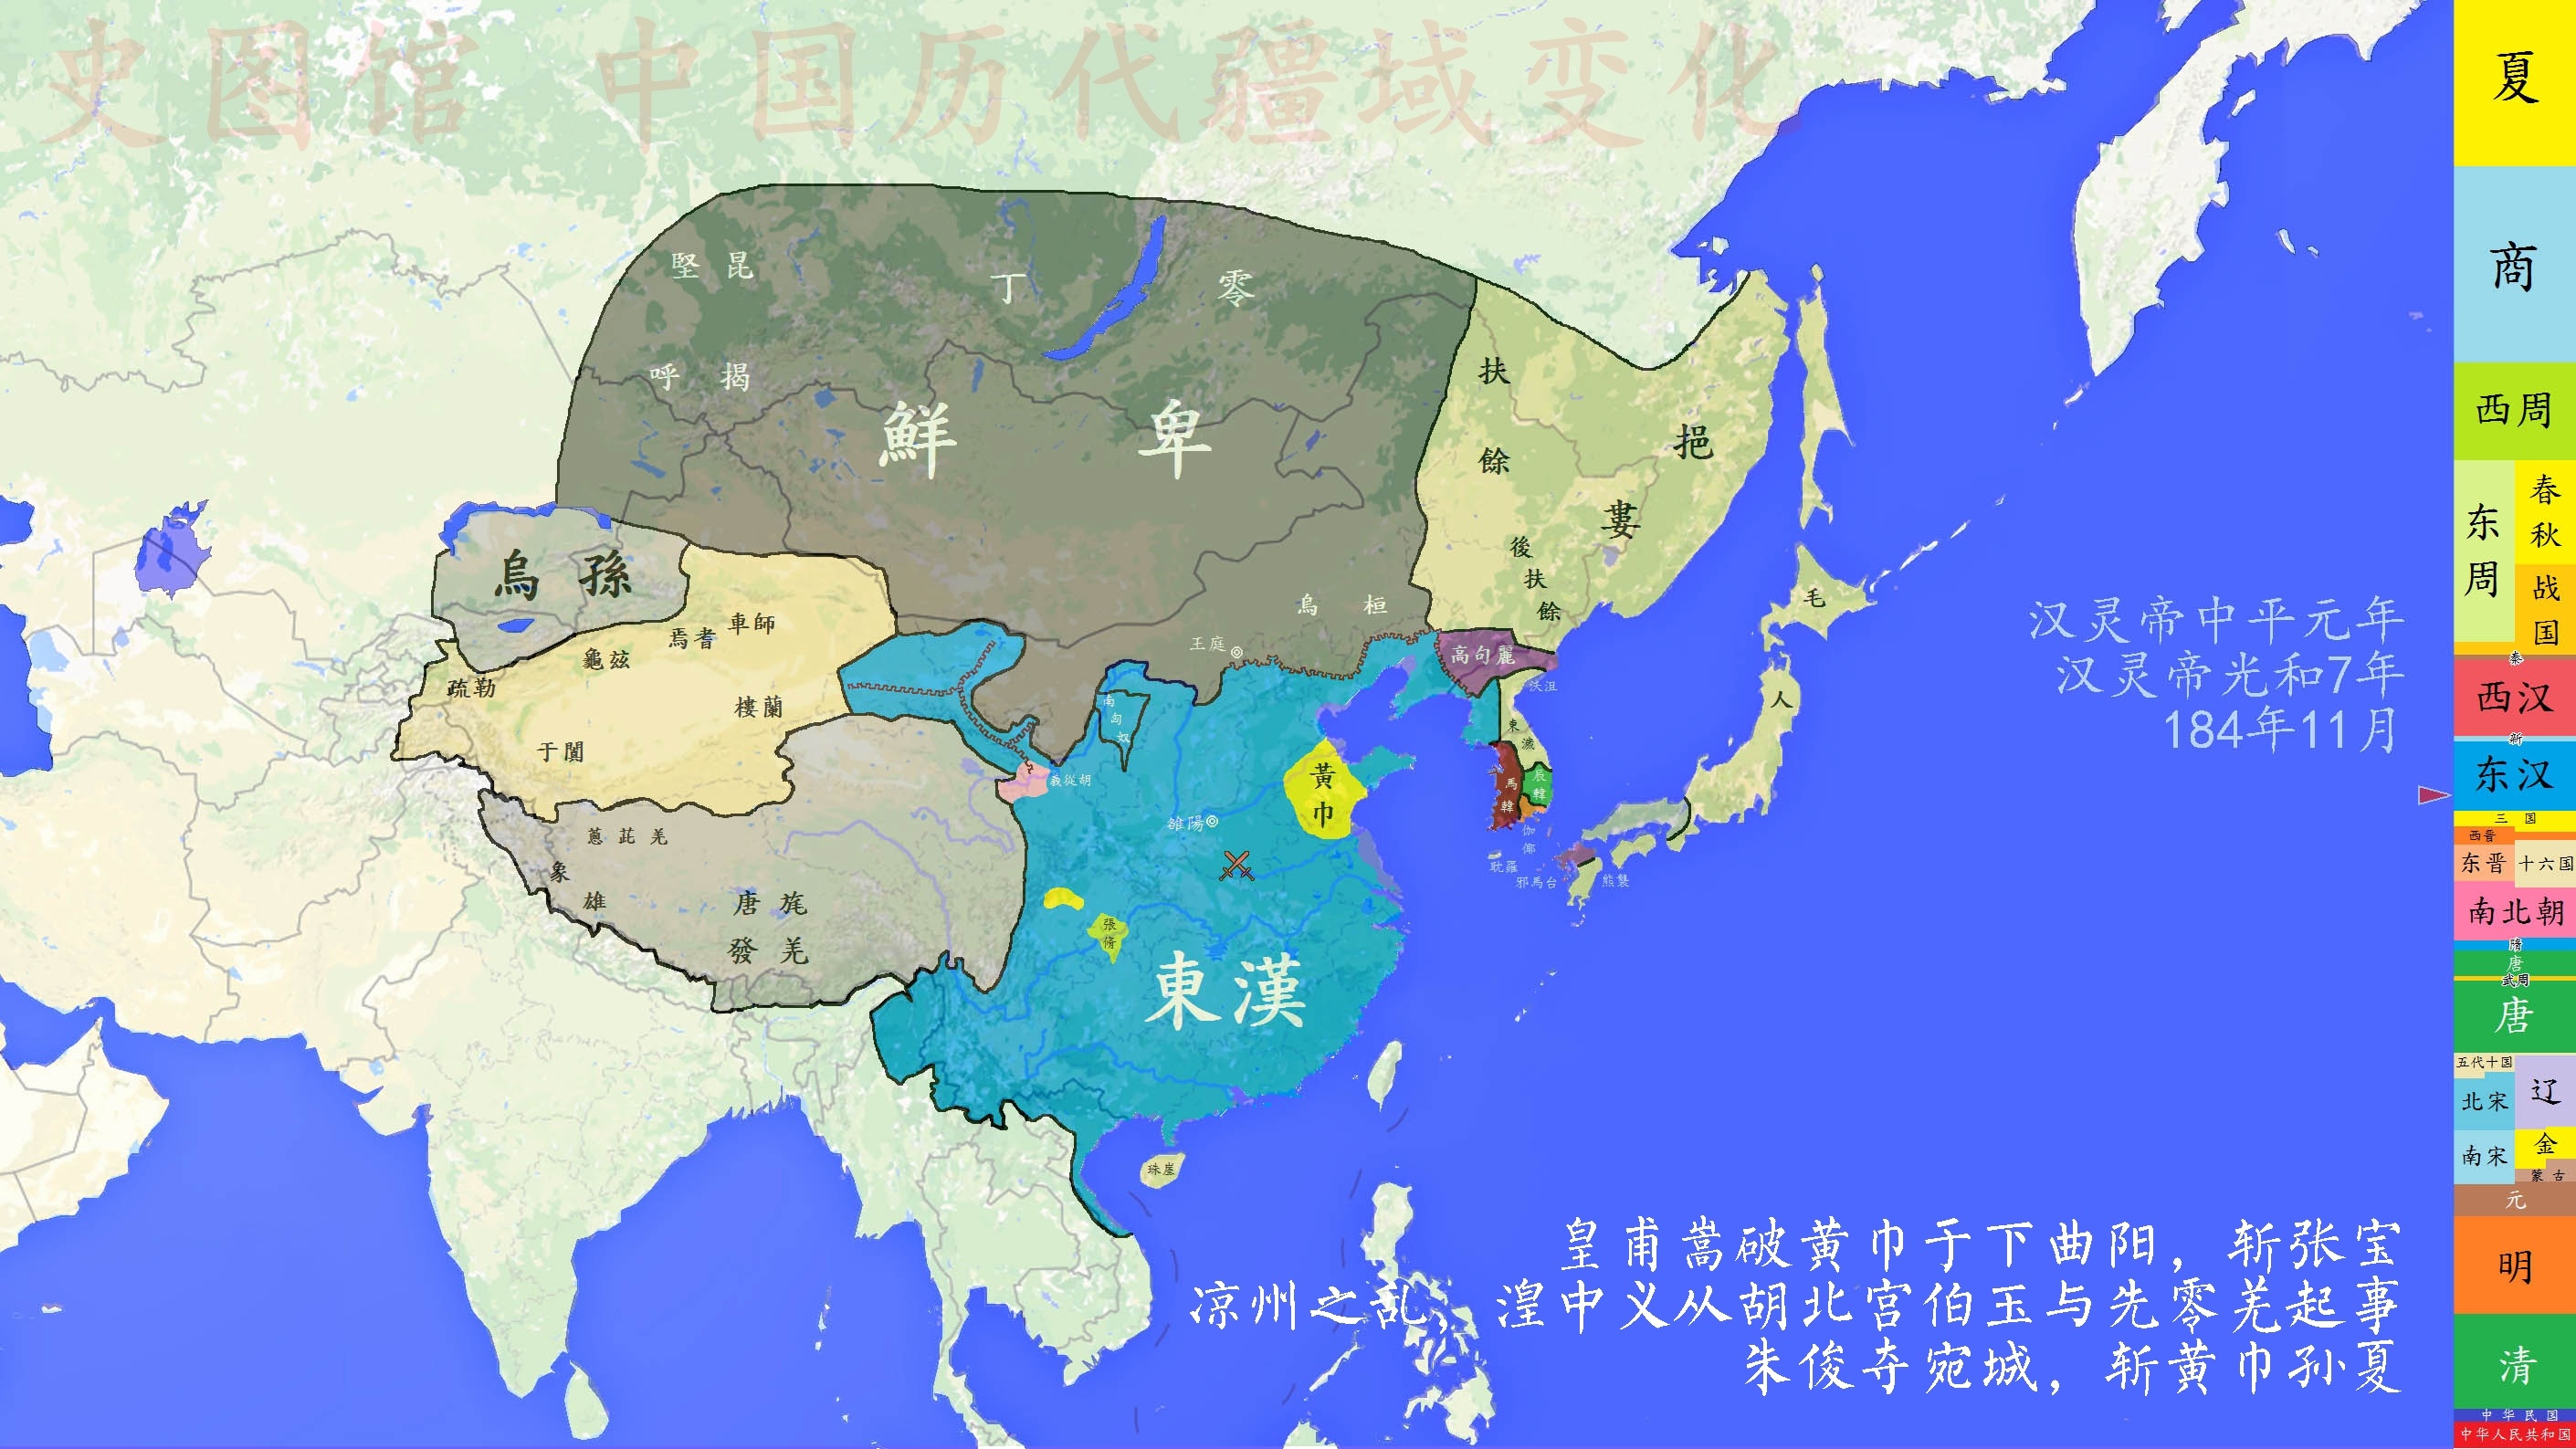 史图馆 中国历代疆域变化
堅昆
丁零
呼揭
鮮卑
扶餘
挹婁
後扶餘
烏孫
烏桓
王庭
車師
焉耆
龜玆
疏勒
樓蘭
于闐
高句麗
沃沮
東濊
南匈奴
義從胡
黃巾
馬韓
辰韓
伽倻
耽羅
邪馬台
熊襲
毛人
雒陽
蔥茈羌
象雄
唐旄
發羌
張脩
東漢
珠崖
汉灵帝中平元年
汉灵帝光和7年
184年11月
皇甫嵩破黄巾于下曲阳，斩张宝
凉州之乱，湟中义从胡北宫伯玉与先零羌起事
朱俊夺宛城，斩黄巾孙夏
夏
商
西周
东周
春秋
战国
秦
西汉
新
东汉
三国
西晋
东晋
十六国
南北朝
隋
唐
武周
唐
五代十国
辽
北宋
金
南宋
蒙古
元
明
清
中华民国
中华人民共和国